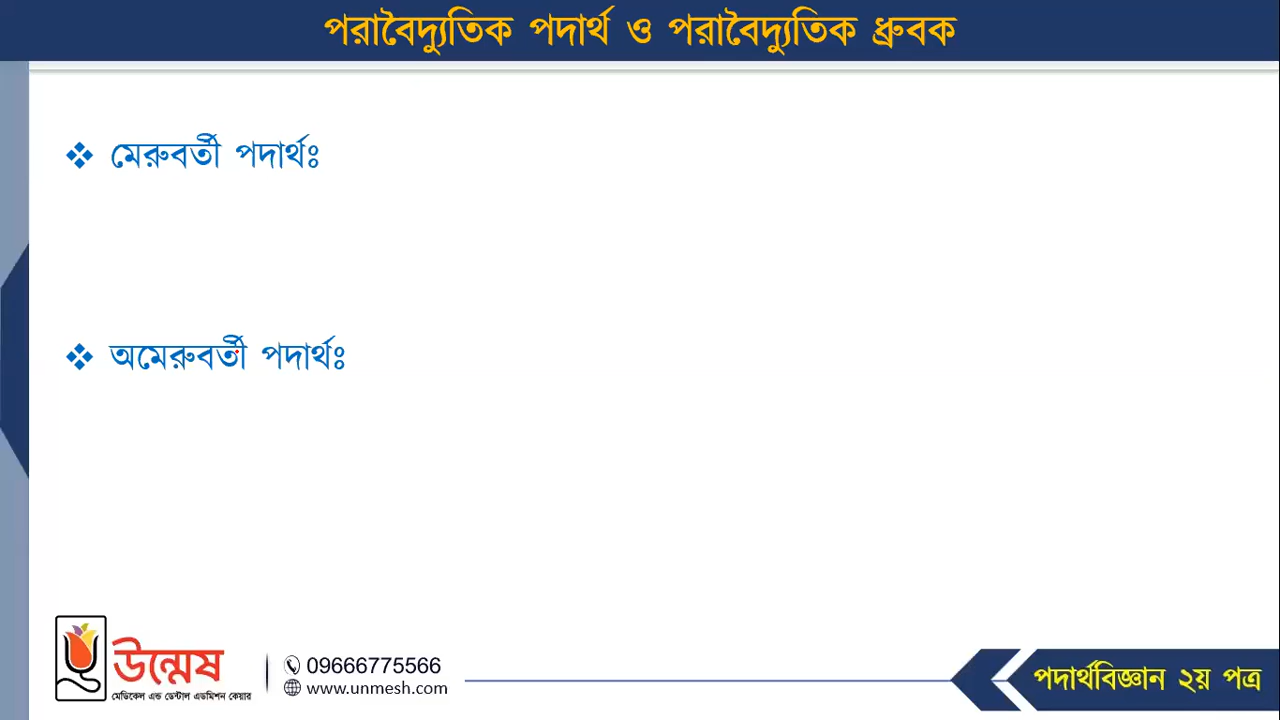 পরাবৈদ্যুতিক পদার্থ ও পরাবৈদ্যুতিক ধ্রুবক
❖ মেরুবর্তী পদার্থঃ
❖ অমেরুবর্তী পদার্থঃ
উন্মেষ
মেডিকেল এন্ড ডেন্টাল এডমিশন কেয়ার
09666775566
www.unmesh.com
পদার্থবিজ্ঞান ২য় পত্র